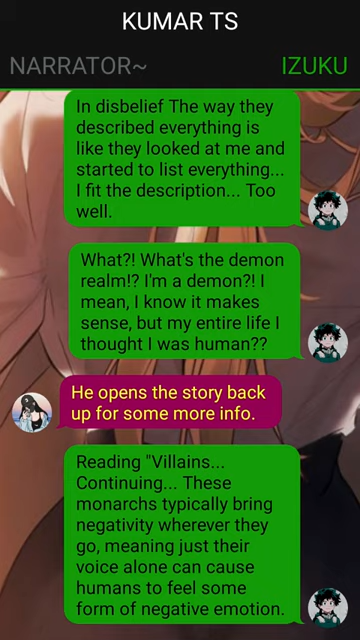 KUMAR TS
NARRATOR~ IZUKU
In disbelief The way they
described everything is
like they looked at me and
started to list everything...
I fit the description... Too
well.
What?! What's the demon
realm!? I'm a demon?! I
mean, I know it makes
sense, but my entire life I
thought I was human??
He opens the story back
up for some more info.
Reading "Villains...
Continuing... These
monarchs typically bring
negativity wherever they
go, meaning just their
voice alone can cause
humans to feel some
form of negative emotion.